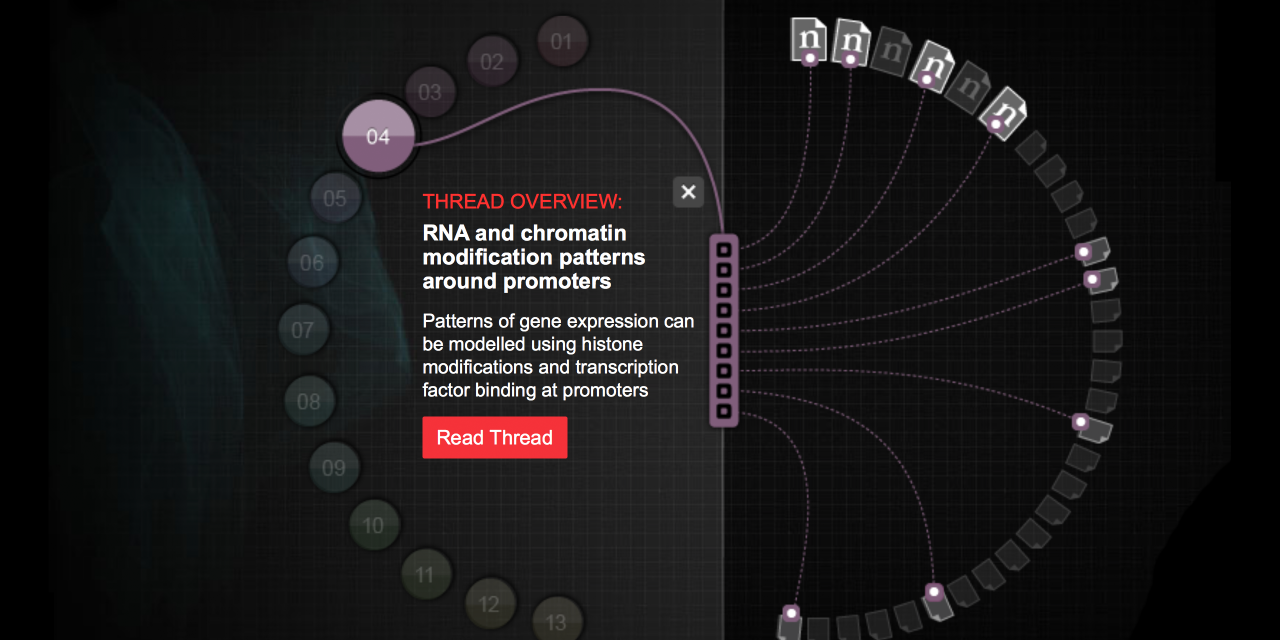 01
02
03
04
05
06
07
08
09
10
11
12
13
THREAD OVERVIEW:
RNA and chromatin
modification patterns
around promoters
Patterns of gene expression can
be modelled using histone
modifications and transcription
factor binding at promoters
Read Thread
n
n
n
n
n
n